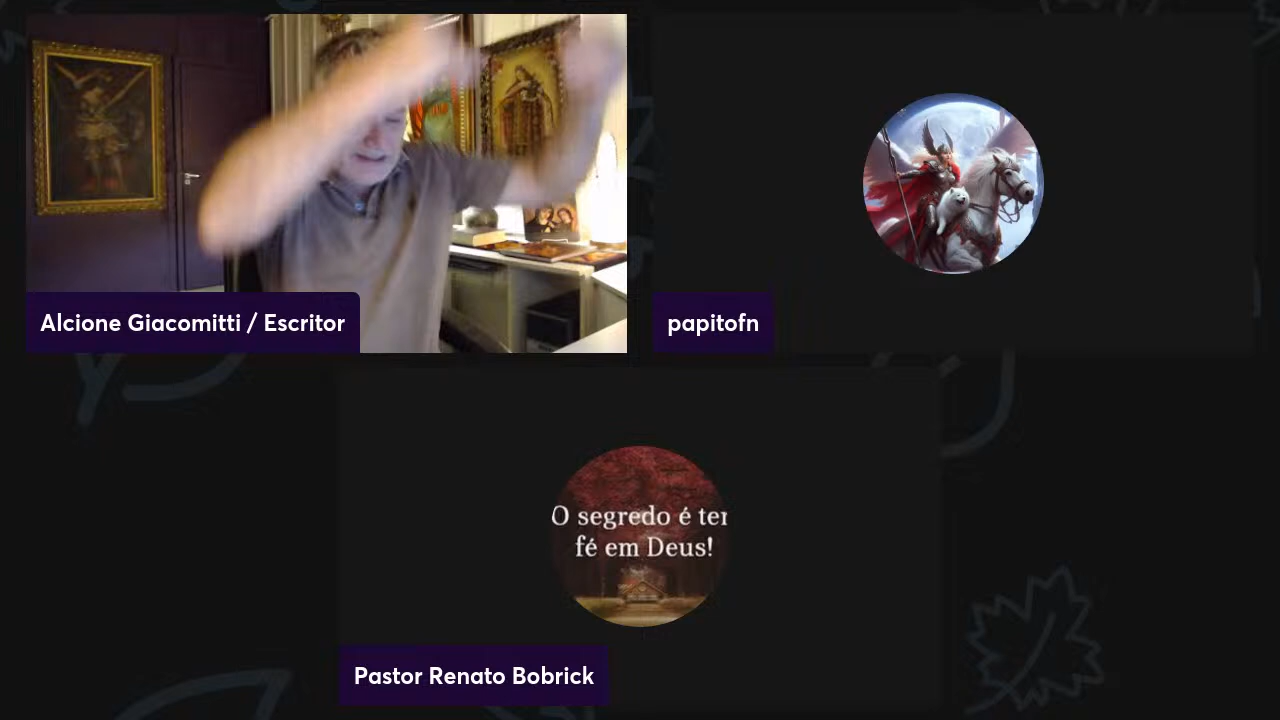 Alcione Giacomitti / Escritor
papitofn
O segredo é ter
fé em Deus!
Pastor Renato Bobrick